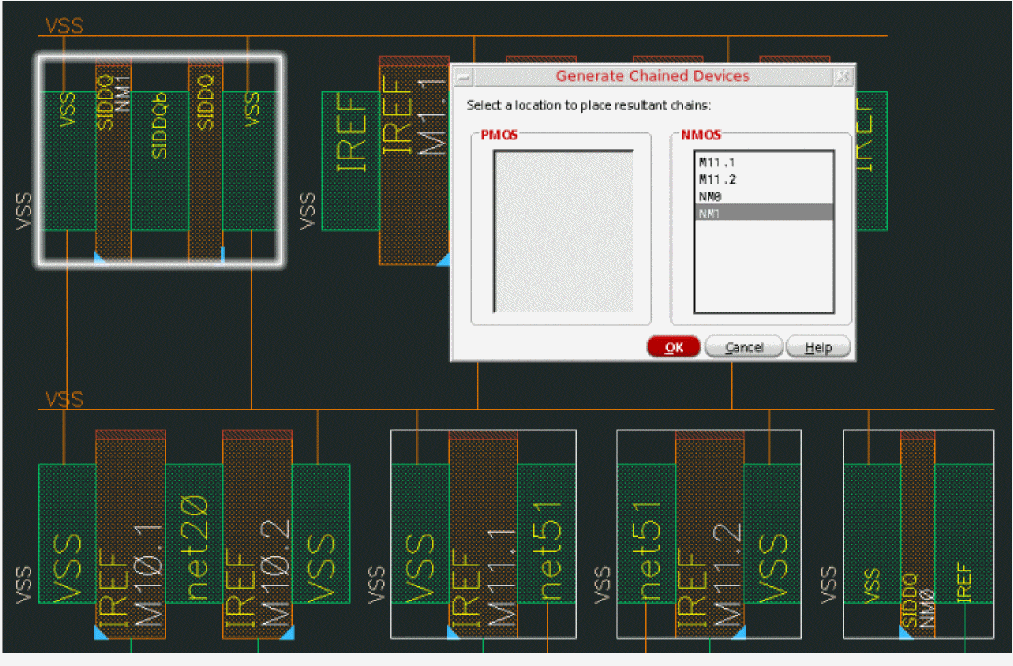 VSS
VSS
SIDDQ
NM1
SIDDQb
SIDDQ
VSS
VSS
IREF
IREF
M1.1
VSS
IREF
Generate Chained Devices
Select a location to place resultant chains:
PMOS
NMOS
M11.1
M11.2
NM0
NM1
OK
Cancel
Help
VSS
VSS
VSS
IREF
M10.1
net20
IREF
M10.2
VSS
VSS
VSS
IREF
M11.1
net51
VSS
net51
IREF
M11.2
VSS
VSS
VSS
SIDDQ
NM0
IREF